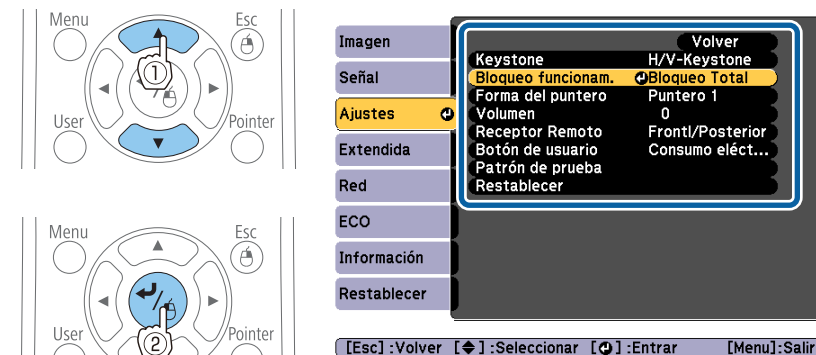 Menu
Esc
①
User
Pointer
Menu
Esc
User
Pointer
②
Imagen
Señal
Ajustes
Extendida
Red
ECO
Información
Restablecer
Volver
Keystone H/V-Keystone
Bloqueo funcionam. Bloqueo Total
Forma del puntero Puntero 1
Volumen 0
Receptor Remoto Frontl/Posterior
Botón de usuario Consumo eléct...
Patrón de prueba
Restablecer
[Esc] :Volver [ ] :Seleccionar [ ] :Entrar [Menu]:Salir